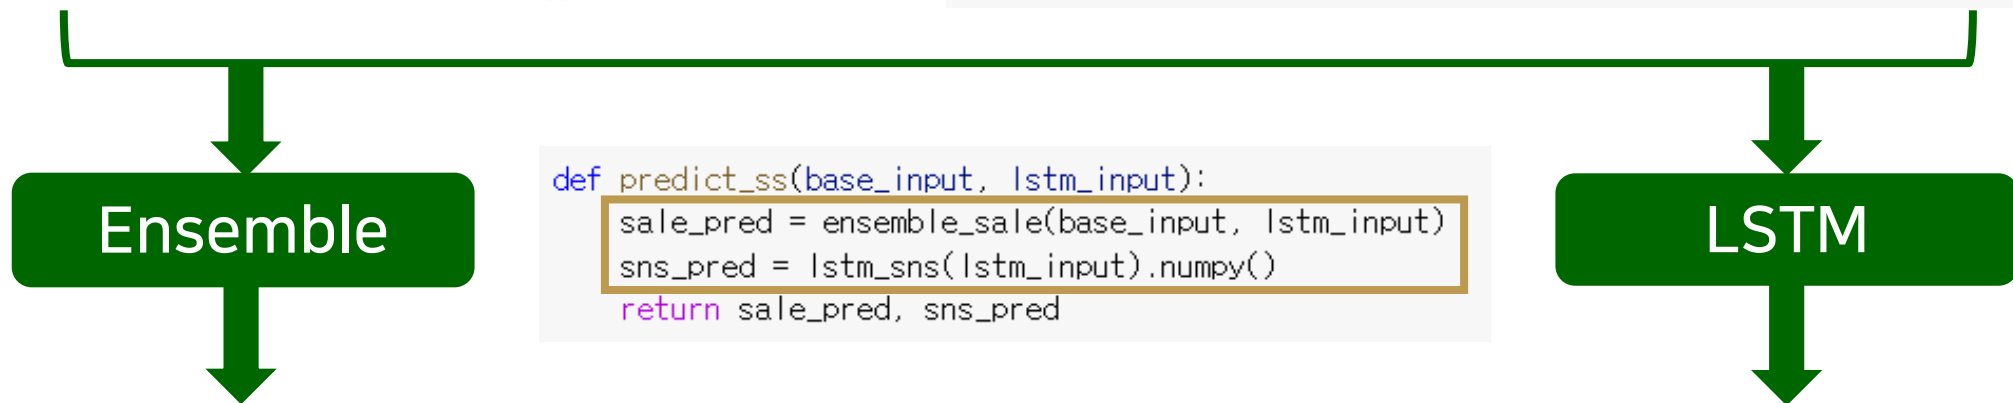 Ensemble
def predict_ss(base_input, lstm_input):
sale_pred = ensemble_sale(base_input, lstm_input)
sns_pred = lstm_sns(lstm_input).numpy()
return sale_pred, sns_pred
LSTM